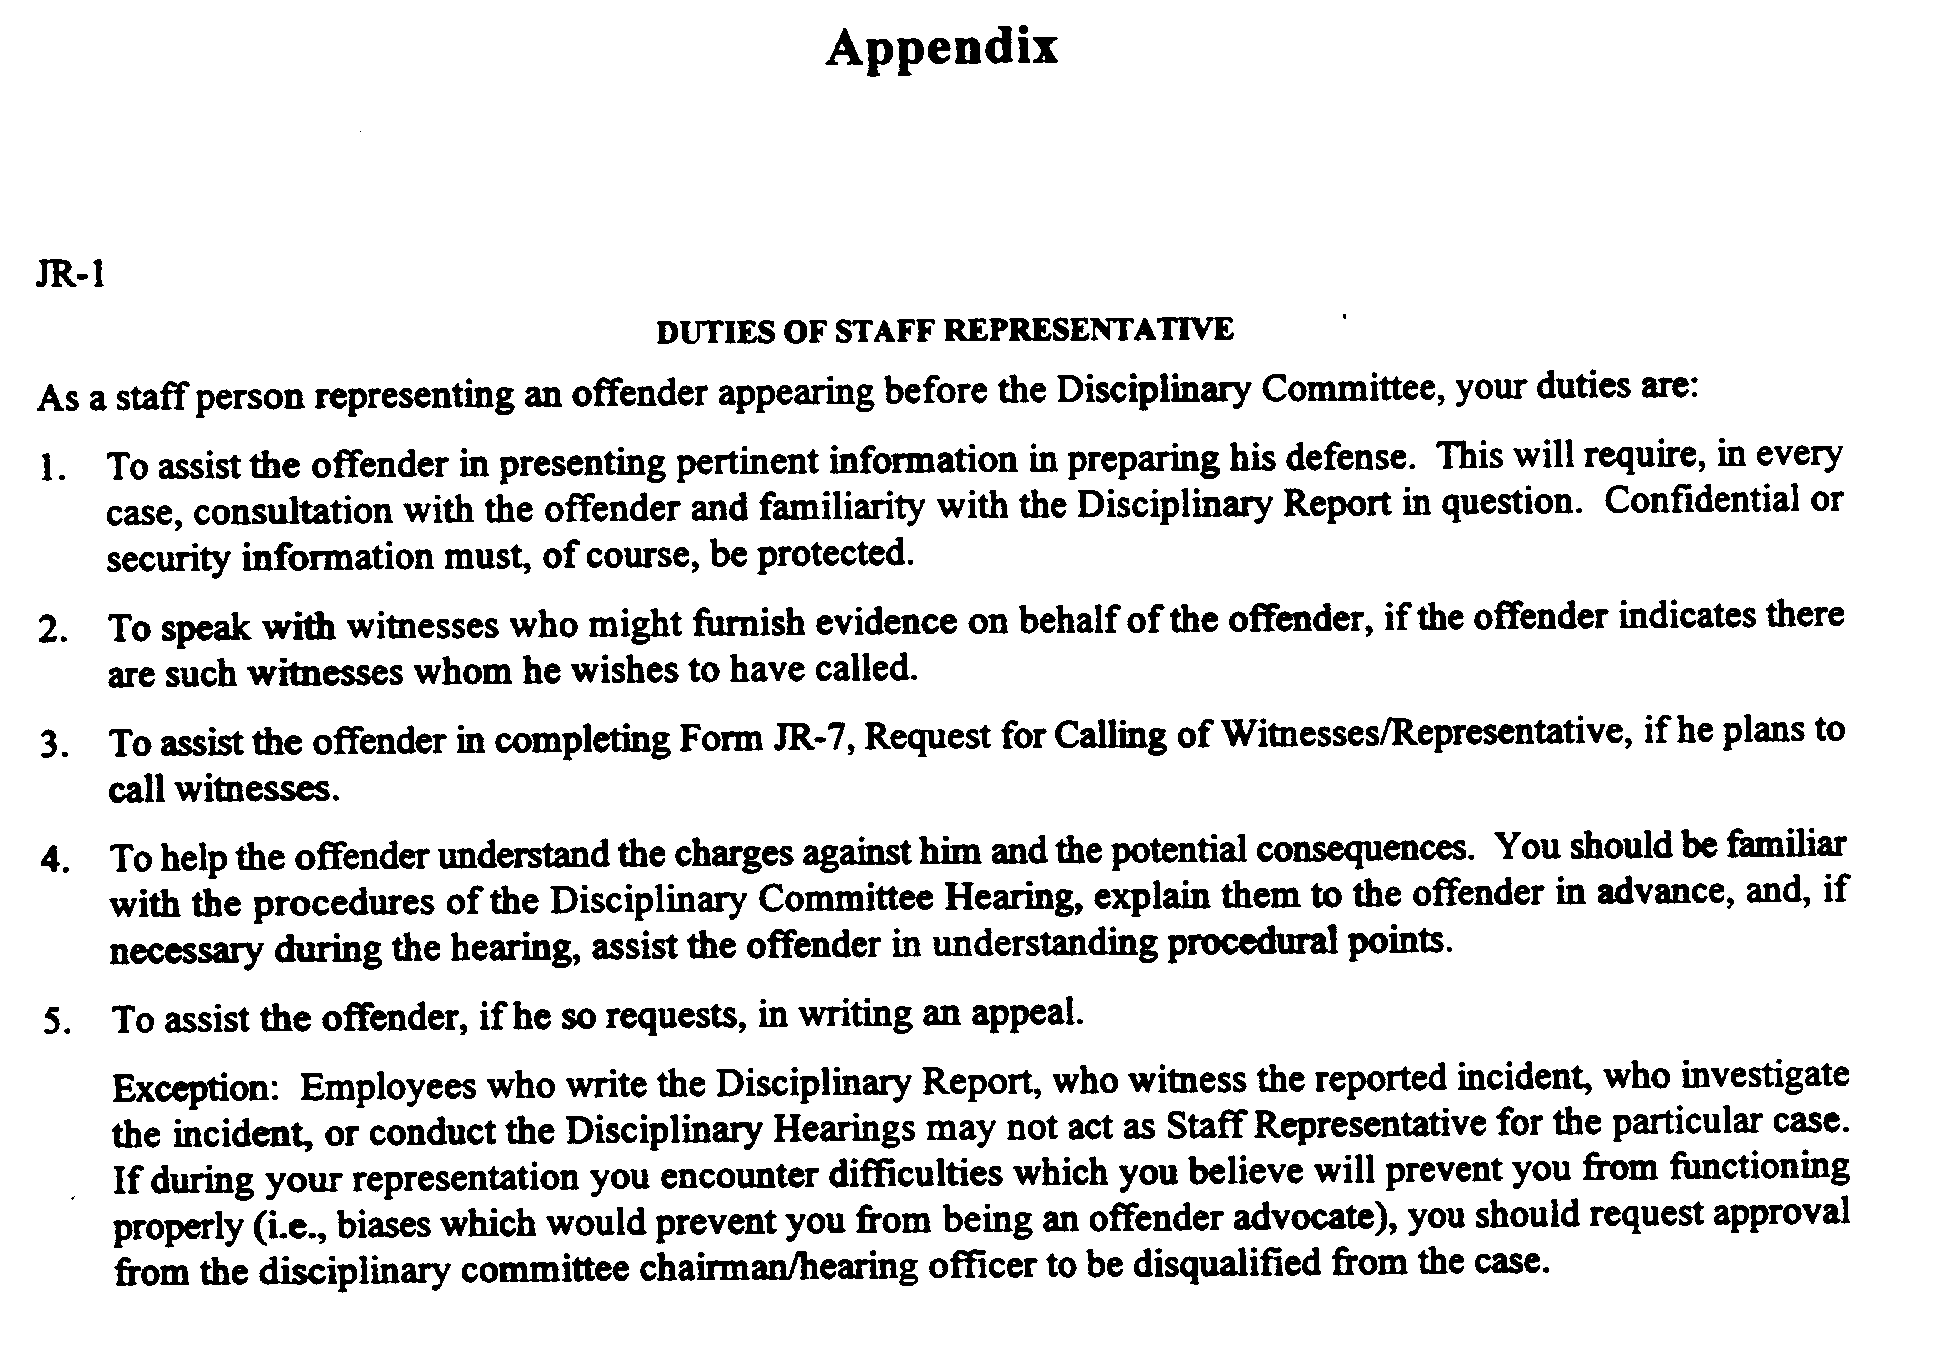 Appendix
JR-1
DUTIES OF STAFF REPRESENTATIVE
As a staff person representing an offender appearing before the Disciplinary Committee, your duties are:
1. To assist the offender in presenting pertinent information in preparing his defense. This will require, in every
case, consultation with the offender and familiarity with the Disciplinary Report in question. Confidential or
security information must, of course, be protected.
2. To speak with witnesses who might furnish evidence on behalf of the offender, if the offender indicates there
are such witnesses whom he wishes to have called.
3. To assist the offender in completing Form JR-7, Request for Calling of Witnesses/Representative, if he plans to
call witnesses.
4. To help the offender understand the charges against him and the potential consequences. You should be familiar
with the procedures of the Disciplinary Committee Hearing, explain them to the offender in advance, and, if
necessary during the hearing, assist the offender in understanding procedural points.
5. To assist the offender, if he so requests, in writing an appeal.
Exception: Employees who write the Disciplinary Report, who witness the reported incident, who investigate
the incident, or conduct the Disciplinary Hearings may not act as Staff Representative for the particular case.
If during your representation you encounter difficulties which you believe will prevent you from functioning
properly (i.e., biases which would prevent you from being an offender advocate), you should request approval
from the disciplinary committee chairman/hearing officer to be disqualified from the case.